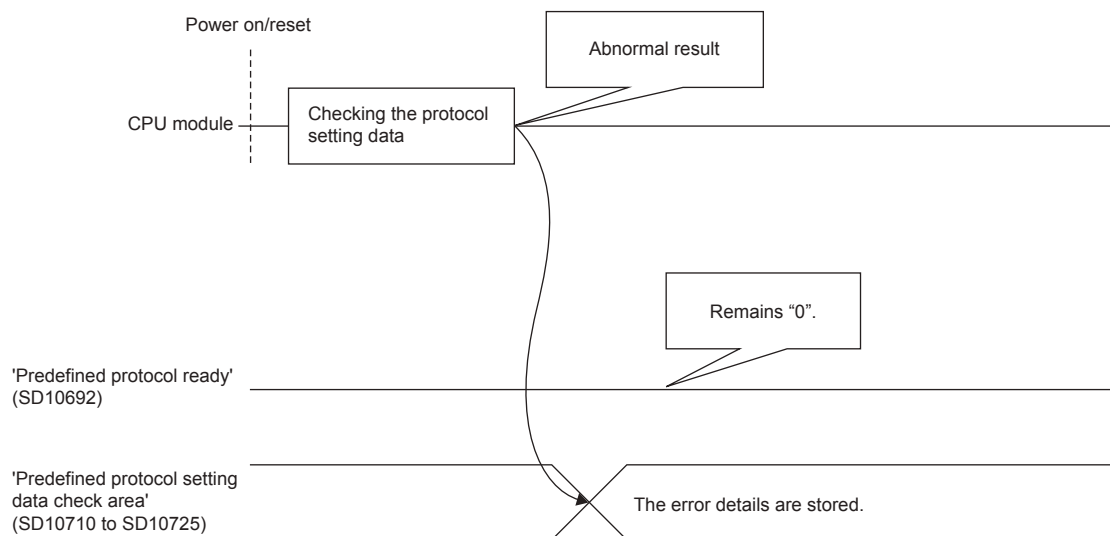 Power on/reset
Abnormal result
CPU module
Checking the protocol
setting data
Remains “0”.
'Predefined protocol ready'
(SD10692)
'Predefined protocol setting
data check area'
(SD10710 to SD10725)
The error details are stored.